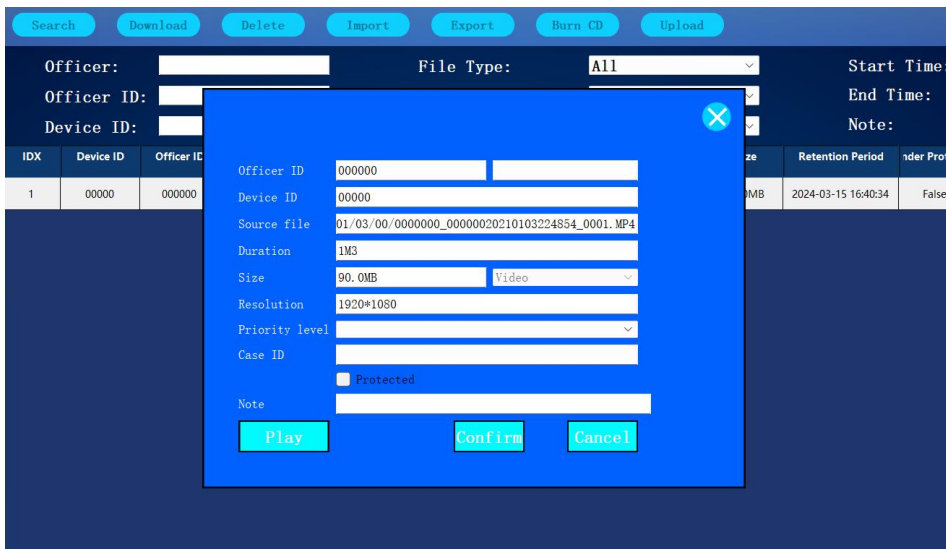 Search Download Delete Import Export Burn CD Upload
Officer: File Type: All Start Time:
Officer ID: End Time:
Device ID: Note:
IDX Device ID Officer ID ze Retention Period nder Prot
1 00000 000000 0MB 2024-03-15 16:40:34 False
Officer ID 000000
Device ID 00000
Source file 01/03/00/0000000_00000020210103224854_0001.MP4
Duration 1M3
Size 90.0MB Video
Resolution 1920*1080
Priority level
Case ID
Protected
Note
Play Confirm Cancel